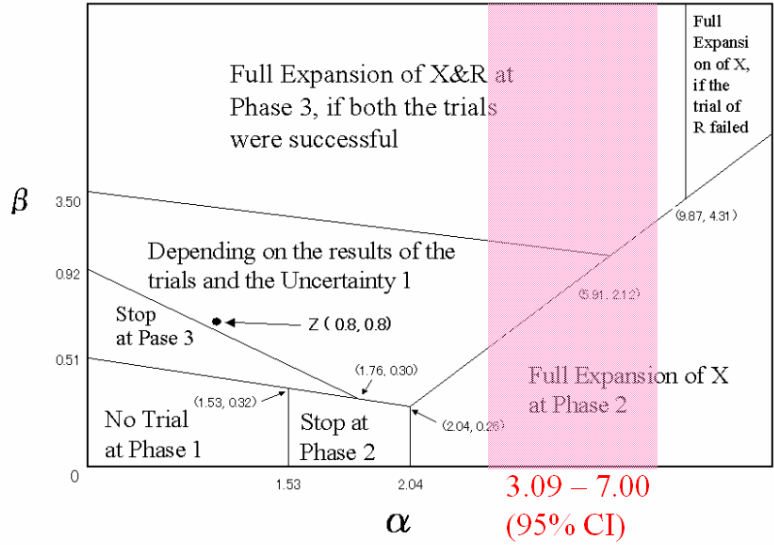 Full
Expansi
on of X,
if the
trial of
R failed
Full Expansion of X&R at
Phase 3, if both the trials
were successful
β
3.50
(9.87, 4.31)
Depending on the results of the
trials and the Uncertainty 1
0.92
(5.91, 2.12)
Stop
at Pase 3
Z ( 0.8, 0.8)
0.51
(1.76, 0.30)
Full Expansion of X
at Phase 2
(1.53, 0.32)
No Trial
at Phase 1
Stop at
Phase 2
(2.04, 0.26)
0
1.53
2.04
3.09 – 7.00
(95% CI)
α